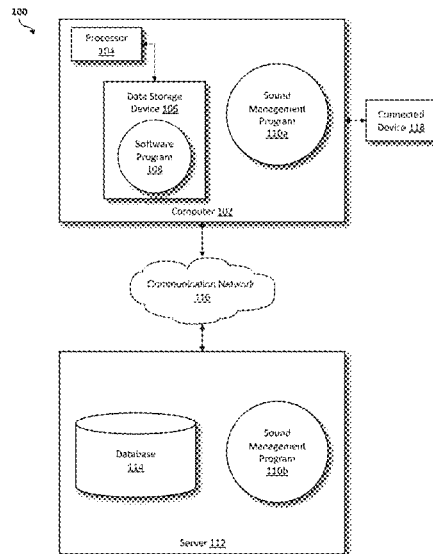 100
Processor
104
Data Storage
Device 106
Software
Program
108
Sound
Management
Program
110a
Connected
Device 118
Computer 102
Communication Network
116
Database
114
Sound
Management
Program
110b
Server 112